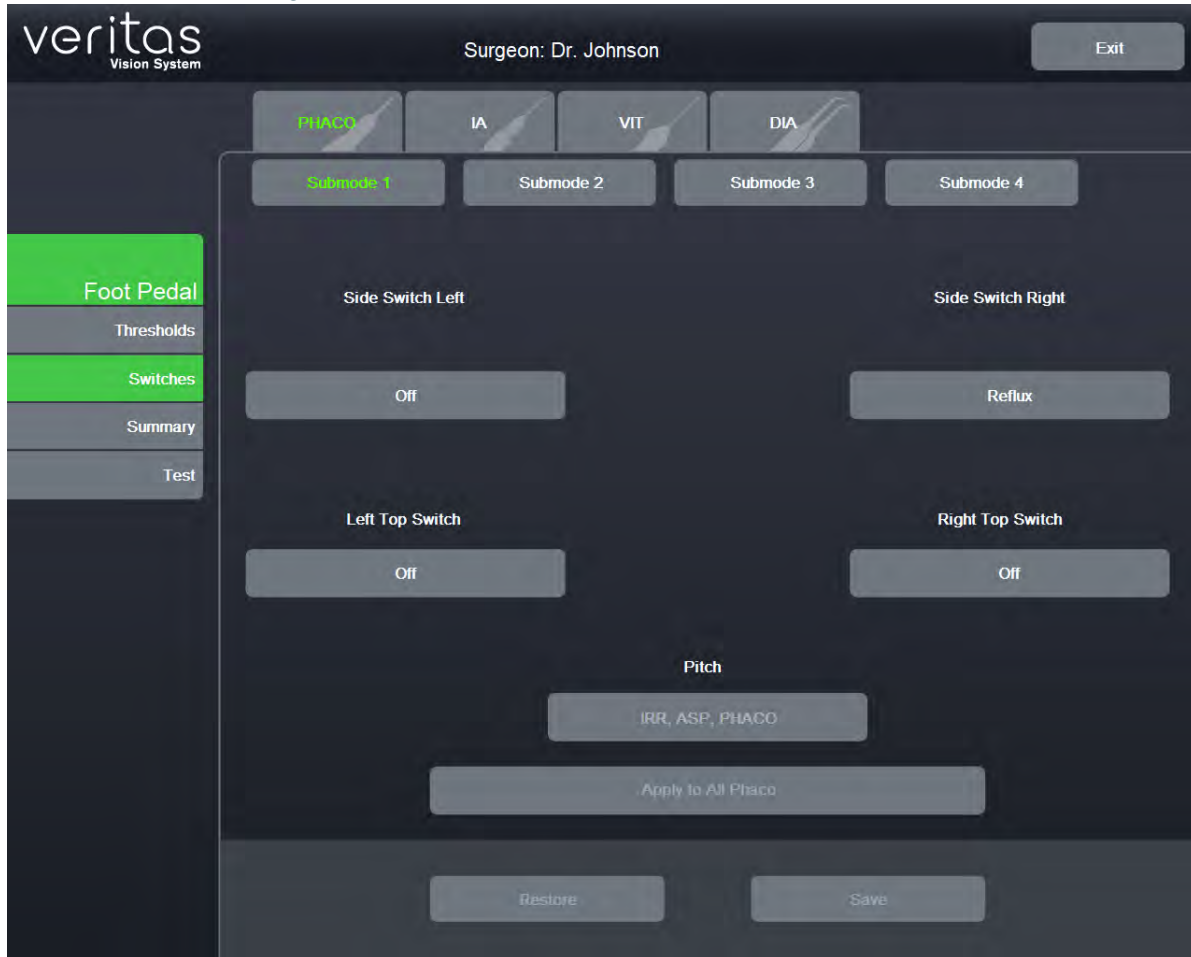 veritas
Vision System
Surgeon: Dr. Johnson
Exit
PHACO
IA
VIT
DIA
Submode 1
Submode 2
Submode 3
Submode 4
Foot Pedal
Thresholds
Switches
Summary
Test
Side Switch Left
Side Switch Right
Off
Reflux
Left Top Switch
Right Top Switch
Off
Off
Pitch
IRR, ASP, PHACO
Apply to All Phaco
Restore
Save